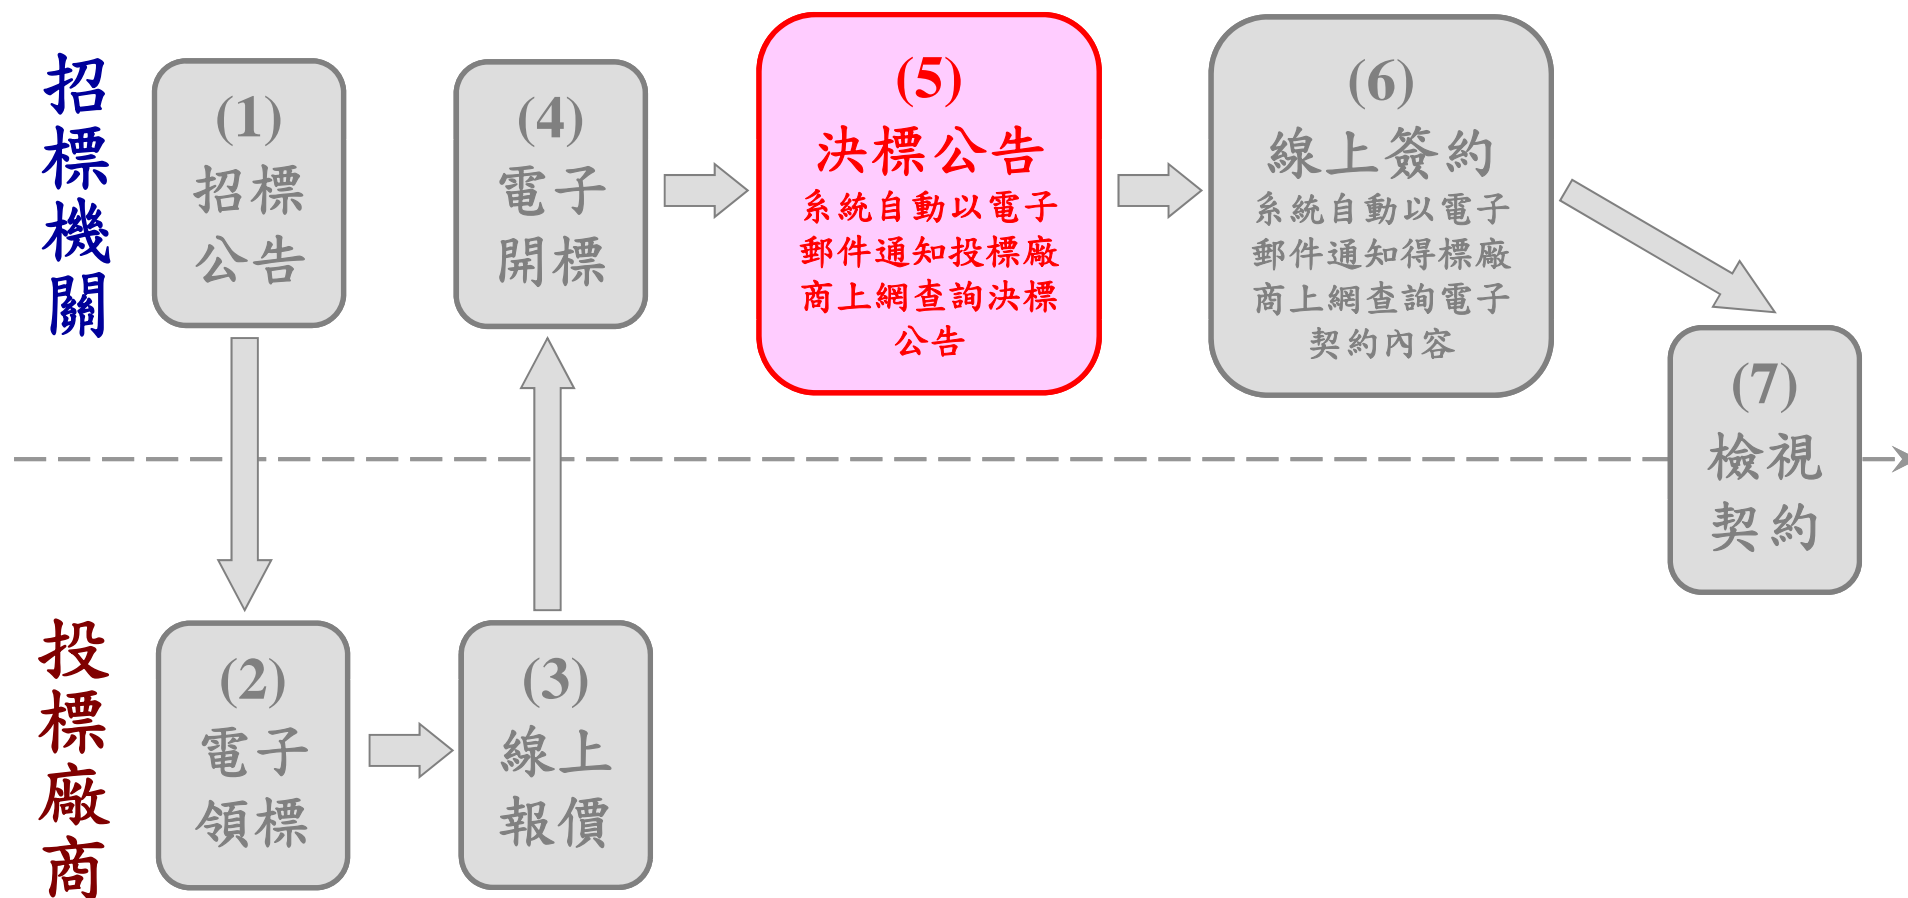 招標機關
(1)
招標
公告
(4)
電子
開標
(5)
決標公告
系統自動以電子
郵件通知投標廠
商上網查詢決標
公告
(6)
線上簽約
系統自動以電子
郵件通知得標廠
商上網查詢電子
契約內容
(7)
檢視
契約
投標廠商
(2)
電子
領標
(3)
線上
報價